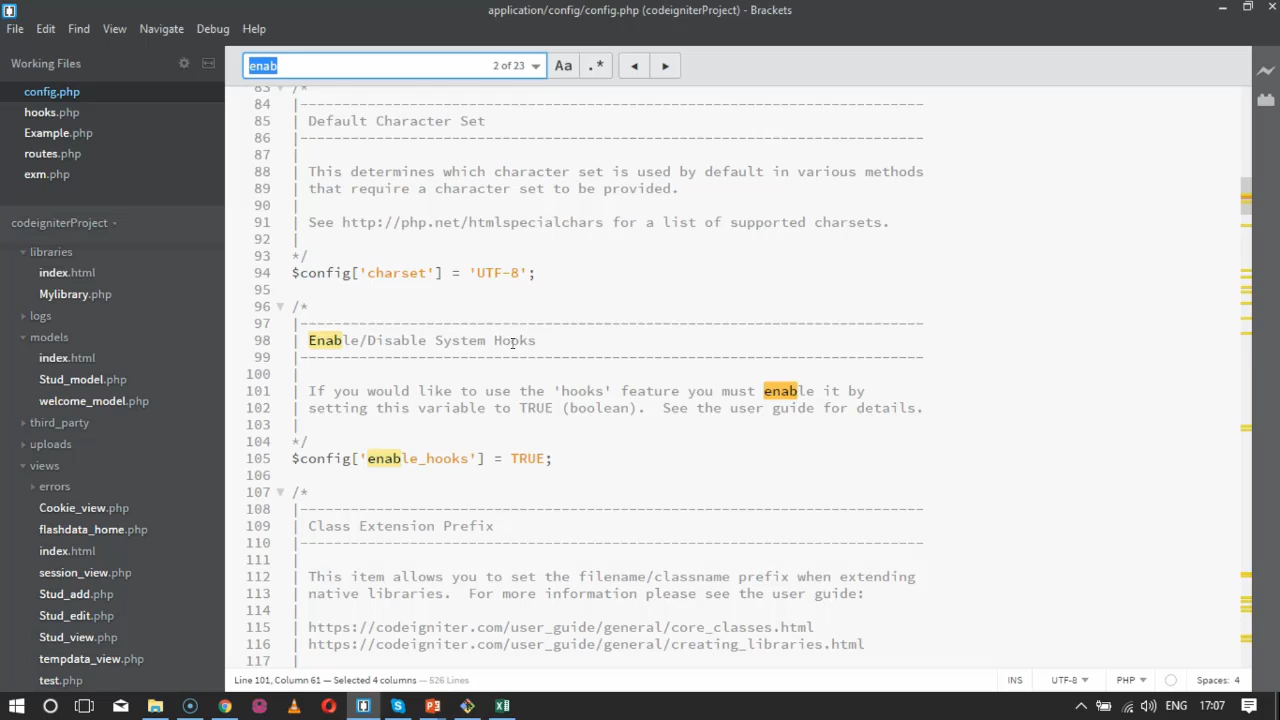 application/config/config.php (codeigniterProject) - Brackets
File Edit Find View Navigate Debug Help
Working Files
config.php
hooks.php
Example.php
routes.php
exm.php
codeigniterProject
libraries
index.html
Mylibrary.php
logs
models
index.html
Stud_model.php
welcome_model.php
third_party
uploads
views
errors
Cookie_view.php
flashdata_home.php
index.html
session_view.php
Stud_add.php
Stud_edit.php
Stud_view.php
tempdata_view.php
test.php
enab 2 of 23 Aa .*
83 /*
84 |--------------------------------------------------------------------------
85 | Default Character Set
86 |--------------------------------------------------------------------------
87 |
88 | This determines which character set is used by default in various methods
89 | that require a character set to be provided.
90 |
91 | See http://php.net/htmlspecialchars for a list of supported charsets.
92 |
93 */
94 $config['charset'] = 'UTF-8';
95
96 /*
97 |--------------------------------------------------------------------------
98 | Enable/Disable System Hooks
99 |--------------------------------------------------------------------------
100 |
101 | If you would like to use the 'hooks' feature you must enable it by
102 | setting this variable to TRUE (boolean).  See the user guide for details.
103 |
104 */
105 $config['enable_hooks'] = TRUE;
106
107 /*
108 |--------------------------------------------------------------------------
109 | Class Extension Prefix
110 |--------------------------------------------------------------------------
111 |
112 | This item allows you to set the filename/classname prefix when extending
113 | native libraries.  For more information please see the user guide:
114 |
115 | https://codeigniter.com/user_guide/general/core_classes.html
116 | https://codeigniter.com/user_guide/general/creating_libraries.html
117 |
Line 101, Column 61 — Selected 4 columns — 526 Lines INS UTF-8 PHP Spaces: 4
ENG 17:07